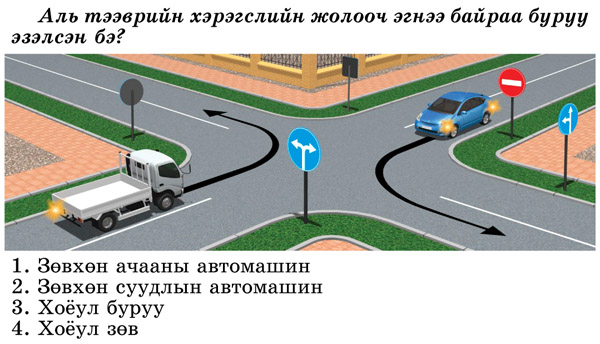 Аль тээврийн хэрэгслийн жолооч эгнээ байраа буруу
эзэлсэн бэ?
1. Зөвхөн ачааны автомашин
2. Зөвхөн суудлын автомашин
3. Хоёул буруу
4. Хоёул зөв